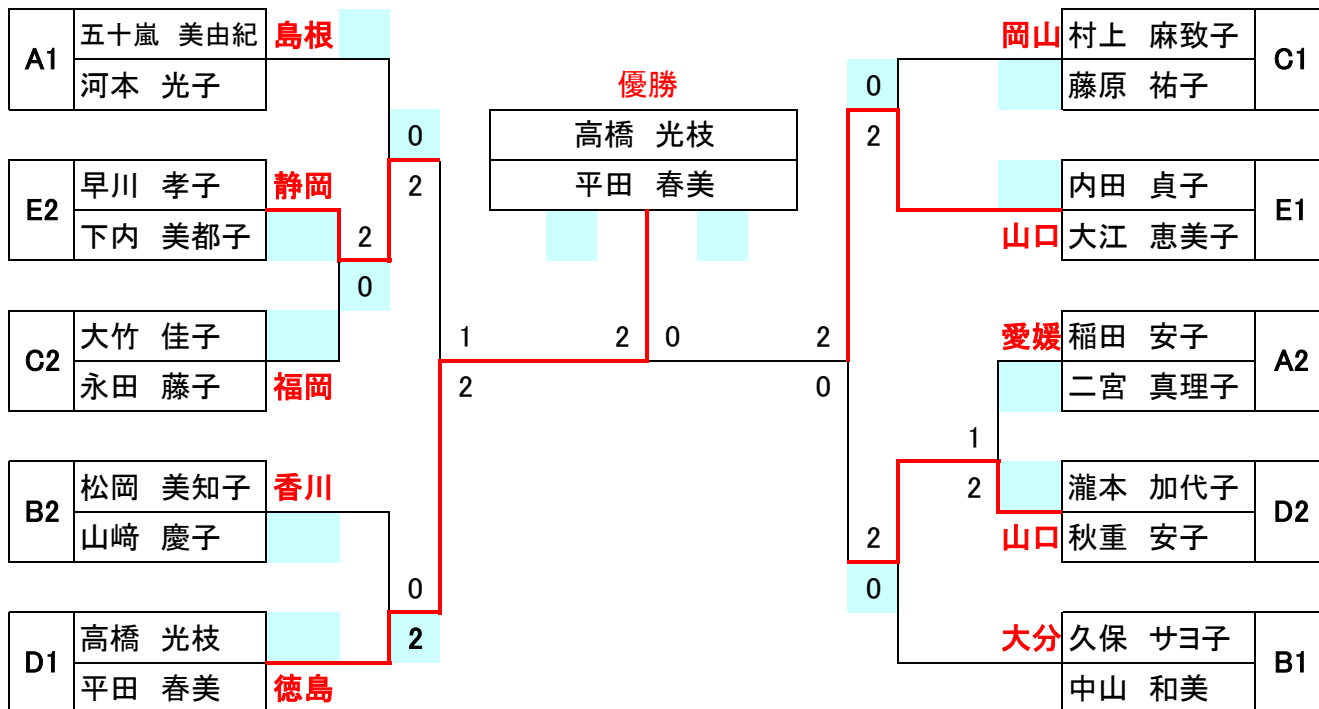 A1
五十嵐 美由紀 島根
河本 光子
E2
早川 孝子 静岡
下内 美都子
C2
大竹 佳子
永田 藤子 福岡
B2
松岡 美知子 香川
山﨑 慶子
D1
高橋 光枝
平田 春美 徳島
2
0
0
2
0
2
1
2
優勝
高橋 光枝
平田 春美
2 0
2
0
0
2
1
2
2
0
岡山 村上 麻致子
藤原 祐子
C1
内田 貞子
山口 大江 恵美子
E1
愛媛 稲田 安子
二宮 真理子
A2
瀧本 加代子
山口 秋重 安子
D2
大分 久保 サヨ子
中山 和美
B1